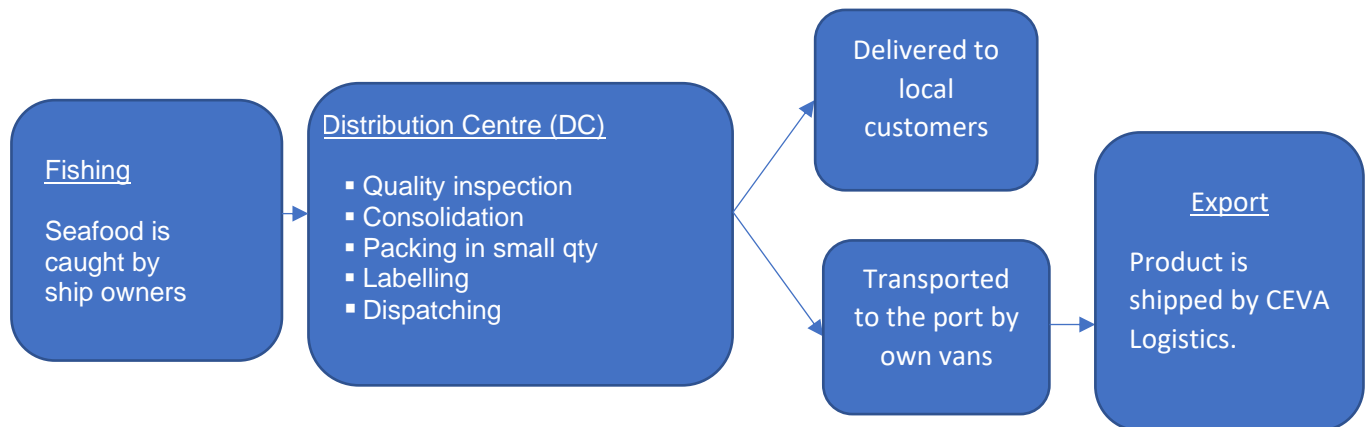 Fishing
Seafood is
caught by
ship owners
Distribution Centre (DC)
▪ Quality inspection
▪ Consolidation
▪ Packing in small qty
▪ Labelling
▪ Dispatching
Delivered to
local
customers
Transported
to the port by
own vans
Export
Product is
shipped by CEVA
Logistics.